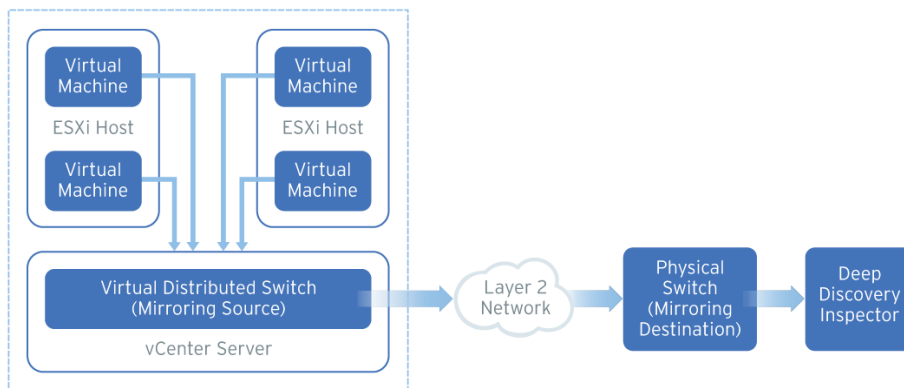 Virtual
Machine
ESXi Host
Virtual
Machine
Virtual
Machine
ESXi Host
Virtual
Machine
Virtual Distributed Switch
(Mirroring Source)
vCenter Server
Layer 2
Network
Physical
Switch
(Mirroring
Destination)
Deep
Discovery
Inspector